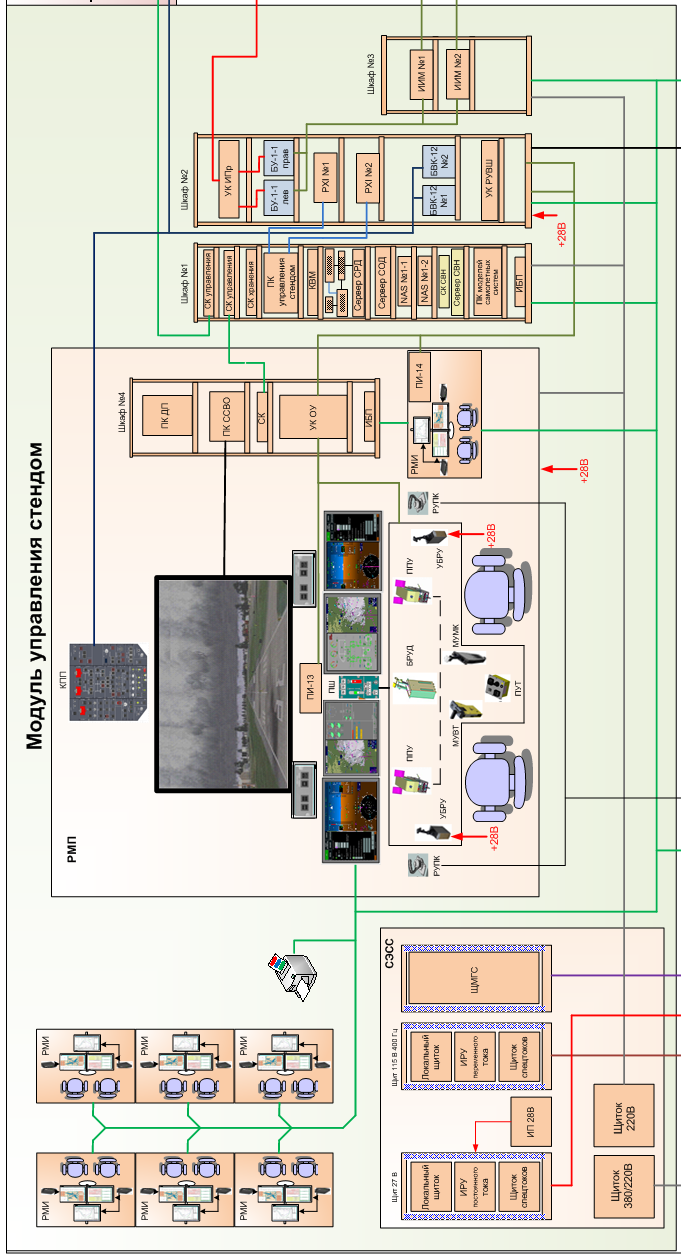 Модуль управления стендом
КПП
РМП
Шкаф №3
ИИМ №1
ИИМ №2
Шкаф №2
УК ИПр
БУ-1-1
лев
БУ-1-1
прав
PXI №1
PXI №2
БВК-12
№1
БВК-12
№2
УК РУВШ
+28В
Шкаф №1
СК управления
СК управления
СК хранения
ПК
управления
стендом
КВМ
Сервер СРД
Сервер СОД
NAS №1-1
NAS №1-2
СК СВН
Сервер СВН
ПК моделей
самолетных
систем
ИБП
Шкаф №4
ПК ДП
ПК ССВО
СК
УК ОУ
ИБП
ПИ-14
РМИ
+28В
ПИ-13
ПШ
РУПК
РУПК
ППУ
ППУ
УБРУ
УБРУ
+28В
+28В
БРУД
МУМК
МУВТ
ПУТ
РМИ
РМИ
РМИ
РМИ
РМИ
РМИ
СЭСС
ЩМГС
Щит 115 В 400 Гц
Локальный
щиток
ИРУ
переменного
тока
Щиток
спецтоков
Щит 27 В
Локальный
щиток
ИРУ
постоянного
тока
Щиток
спецтоков
ИП 28В
Щиток
220В
Щиток
380/220В